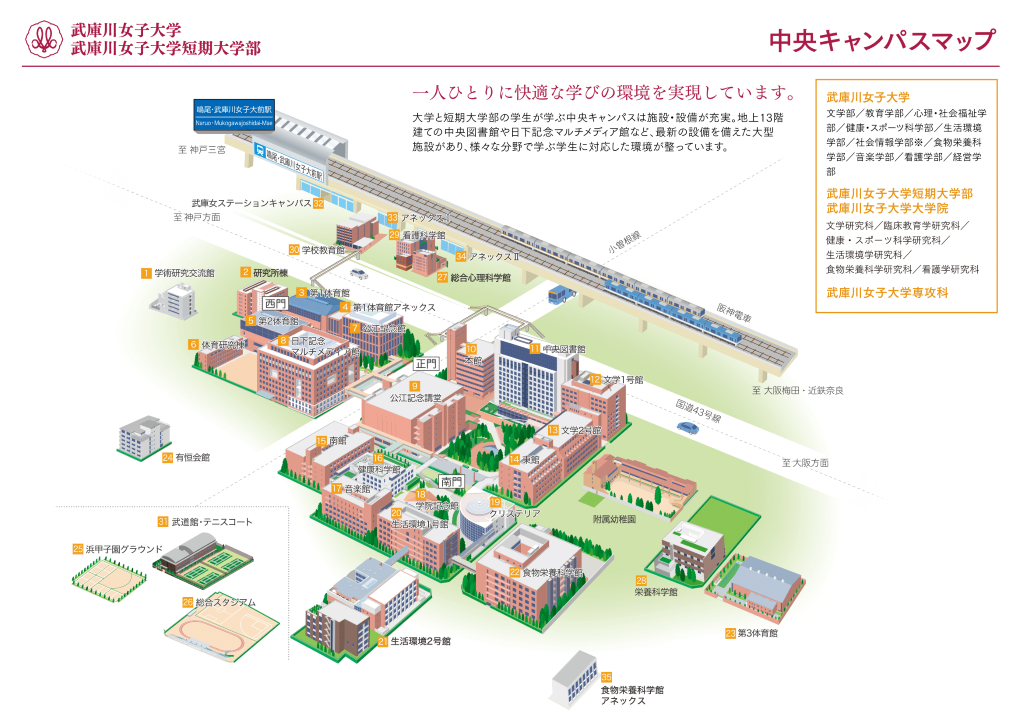 武庫川女子大学
武庫川女子大学短期大学部
中央キャンパスマップ
一人ひとりに快適な学びの環境を実現しています。
大学と短期大学部の学生が学ぶ中央キャンパスは施設・設備が充実。地上13階
建ての中央図書館や日下記念マルチメディア館など、最新の設備を備えた大型
施設があり、様々な分野で学ぶ学生に対応した環境が整っています。
武庫川女子大学
文学部／教育学部／心理・社会福祉学
部／健康・スポーツ科学部／生活環境
学部／社会情報学部※／食物栄養科
学部／音楽学部／看護学部／経営学
部
武庫川女子大学短期大学部
武庫川女子大学大学院
文学研究科／臨床教育学研究科／
健康・スポーツ科学研究科／
生活環境学研究科／
食物栄養科学研究科／看護学研究科
武庫川女子大学専攻科
鳴尾・武庫川女子大前駅
Naruo・Mukogawajoshidai-Mae
鳴尾・武庫川女子大前駅
至 神戸三宮
武庫女ステーションキャンパス 32
至 神戸方面
33 アネックスⅠ
29 看護科学館
30 学校教育館
34 アネックスⅡ
27 総合心理科学館
小曽根線
阪神電車
至 大阪梅田・近鉄奈良
国道43号線
至 大阪方面
1 学術研究交流館
2 研究所棟
3 第1体育館
西門
4 第1体育館アネックス
5 第2体育館
7 公江記念館
6 体育研究棟
8 日下記念
マルチメディア館
正門
10
本館
11 中央図書館
9
公江記念講堂
12 文学1号館
13 文学2号館
14 東館
15 南館
16
健康科学館
17 音楽館
南門
18
学院記念館
19
クリステリア
20
生活環境1号館
24 有恒会館
附属幼稚園
31 武道館・テニスコート
25 浜甲子園グラウンド
26 総合スタジアム
21 生活環境2号館
22 食物栄養科学館
28
栄養科学館
23 第3体育館
35
食物栄養科学館
アネックス